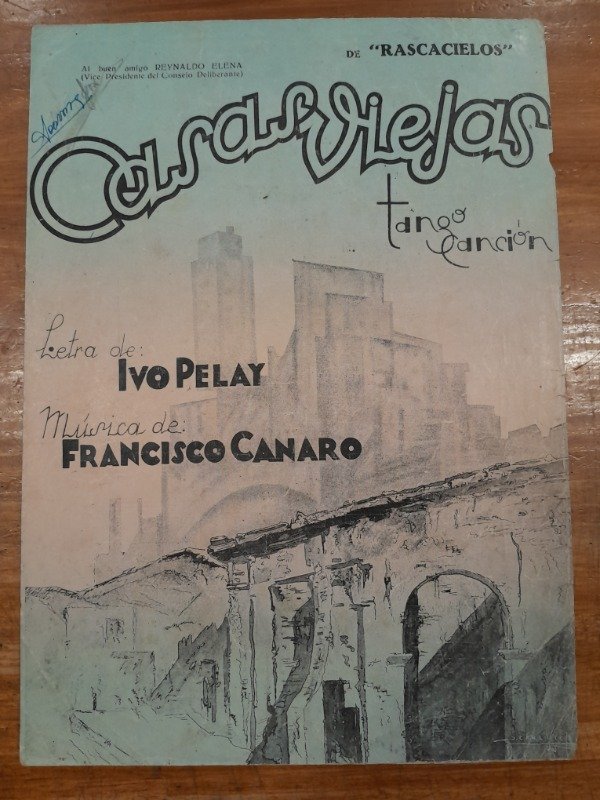 Al buen amigo REYNALDO ELENA
(Vice Presidente del Consejo Deliberante)
DE "RASCACIELOS"
Casas Viejas
tango
canción
Letra de:
IVO PELAY
Música de:
FRANCISCO CANARO